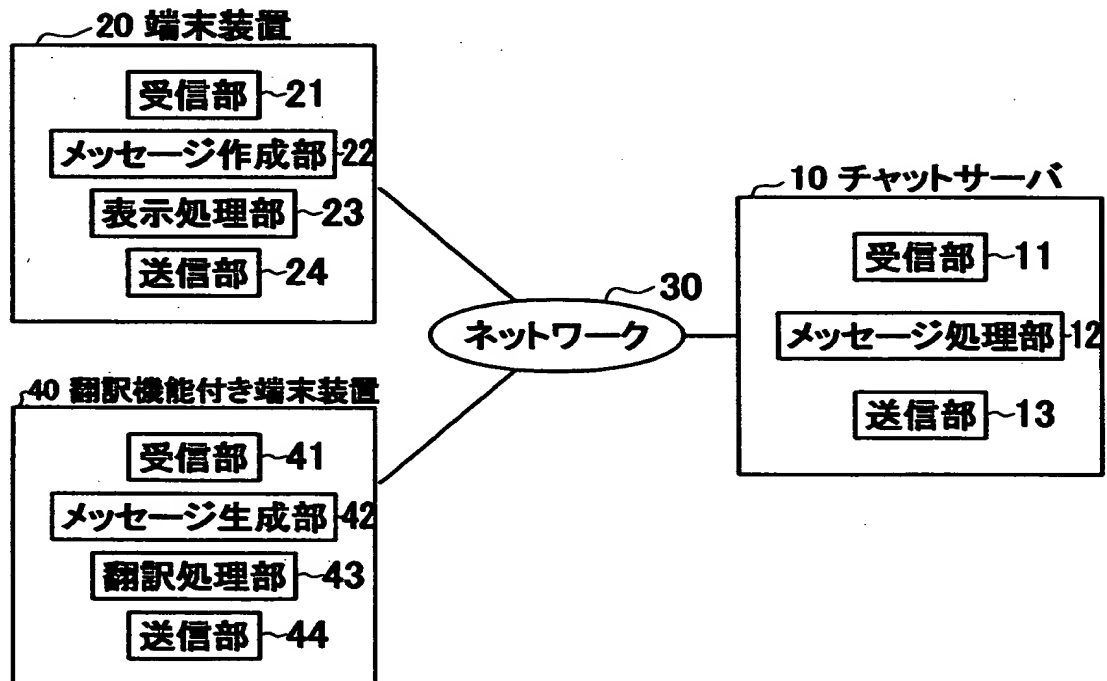 20 端末装置
受信部 21
メッセージ作成部 22
表示処理部 23
送信部 24
10 チャットサーバ
受信部 11
メッセージ処理部 12
送信部 13
30
ネットワーク
40 翻訳機能付き端末装置
受信部 41
メッセージ生成部 42
翻訳処理部 43
送信部 44